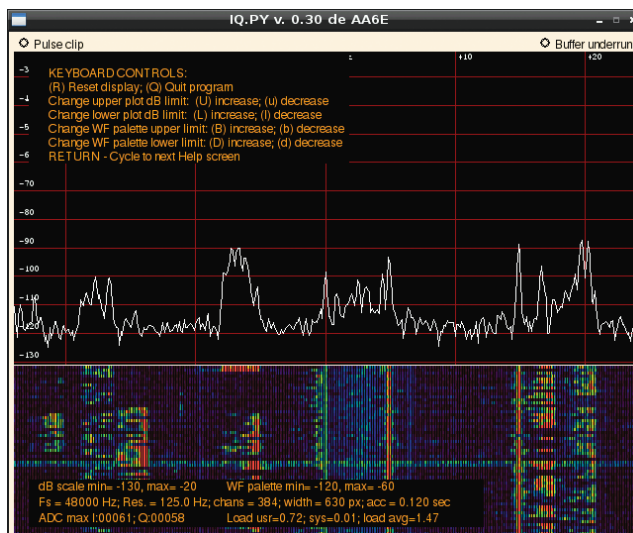 IQ.PY v. 0.30 de AA6E
Pulse clip
Buffer underrun
+10
+20
KEYBOARD CONTROLS:
(R) Reset display; (Q) Quit program
Change upper plot dB limit: (U) increase; (u) decrease
Change lower plot dB limit: (L) increase; (l) decrease
Change WF palette upper limit: (B) increase; (b) decrease
Change WF palette lower limit: (D) increase; (d) decrease
RETURN - Cycle to next Help screen
-70
-80
-90
-100
-110
-120
-130
dB scale min= -130, max= -20 WF palette min= -120, max= -60
Fs = 48000 Hz; Res. = 125.0 Hz; chans = 384; width = 630 px; acc = 0.120 sec
ADC max I:00061; Q:00058 Load usr=0.72; sys=0.01; load avg=1.47